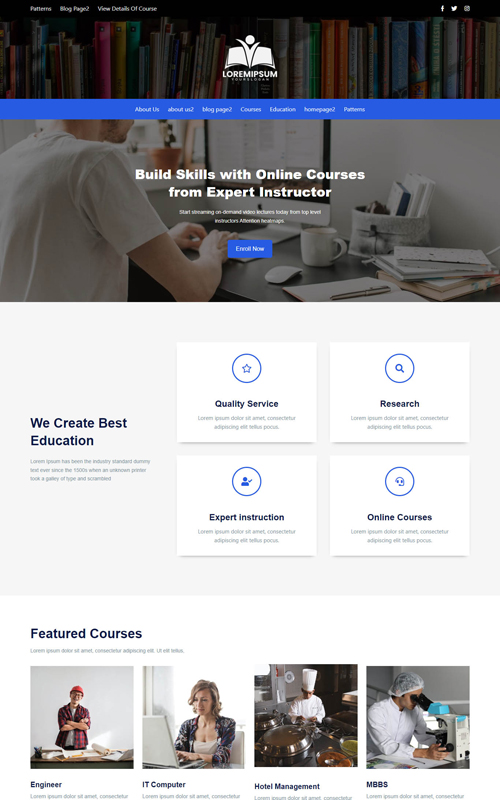 Patterns Blog Page2 View Details Of Course
LOREMIPSUM
YOURSLOGAN
About Us about us2 blog page2 Courses Education homepage2 Patterns
Build Skills with Online Courses
from Expert Instructor
Start streaming on-demand video lectures today from top level
instructors Attention heatmaps.
Enroll Now
We Create Best
Education
Lorem Ipsum has been the industry standard dummy
text ever since the 1500s when an unknown printer
took a galley of type and scrambled
Quality Service
Lorem ipsum dolor sit amet, consectetur
adipiscing elit tellus pocus.
Research
Lorem ipsum dolor sit amet, consectetur
adipiscing elit tellus pocus.
Expert instruction
Lorem ipsum dolor sit amet, consectetur
adipiscing elit tellus pocus.
Online Courses
Lorem ipsum dolor sit amet, consectetur
adipiscing elit tellus pocus.
Featured Courses
Lorem ipsum dolor sit amet, consectetur adipiscing elit. Ut elit tellus.
Engineer
Lorem ipsum dolor sit amet, consectetur
IT Computer
Lorem ipsum dolor sit amet, consectetur
Hotel Management
Lorem ipsum dolor sit amet, consectetur
MBBS
Lorem ipsum dolor sit amet, consectetur